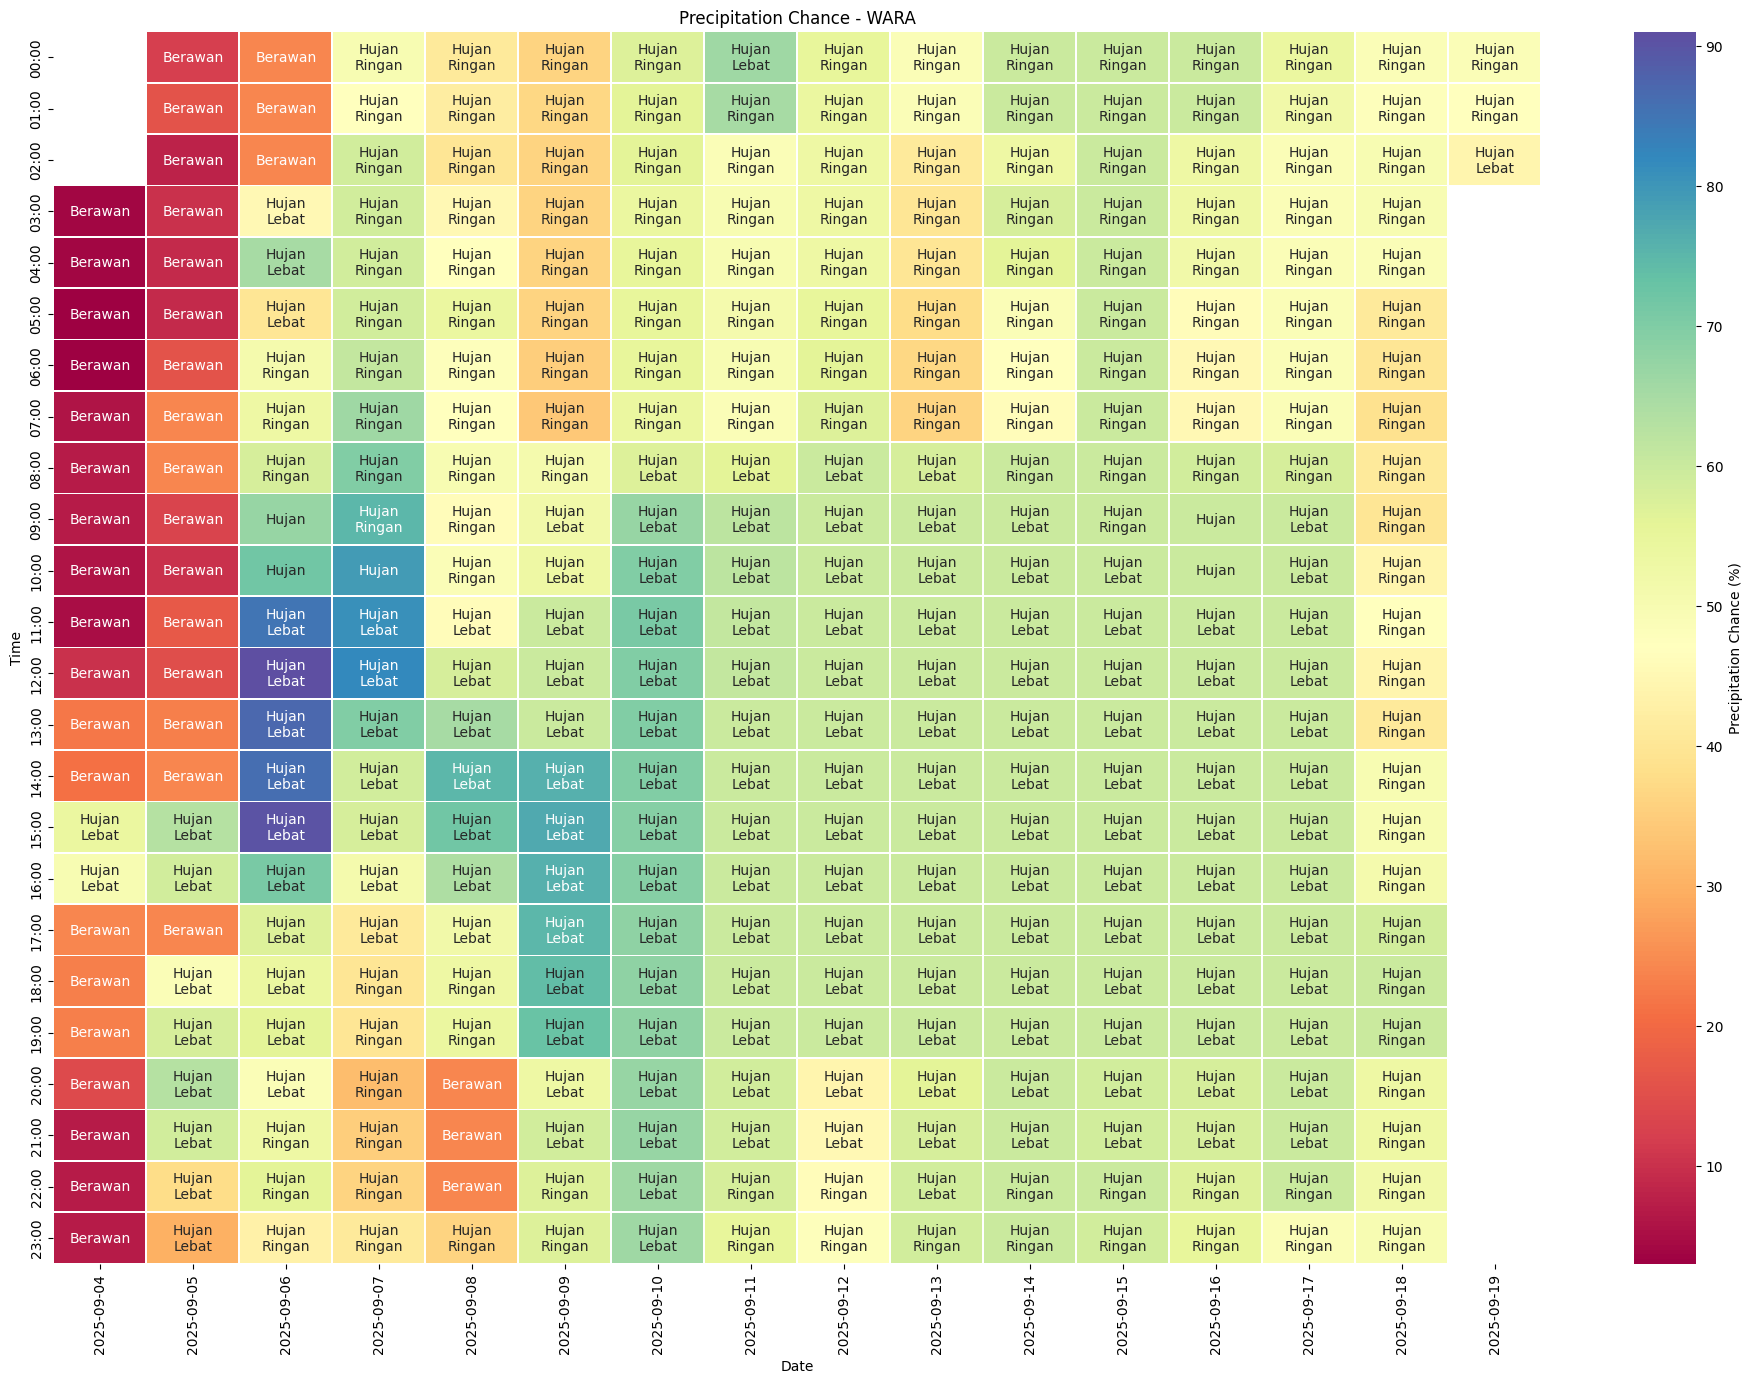 Precipitation Chance - WARA
00:00 Berawan Berawan Hujan Ringan Hujan Ringan Hujan Ringan Hujan Ringan Hujan Lebat Hujan Ringan Hujan Ringan Hujan Ringan Hujan Ringan Hujan Ringan Hujan Ringan Hujan Ringan Hujan Ringan
01:00 Berawan Berawan Hujan Ringan Hujan Ringan Hujan Ringan Hujan Ringan Hujan Ringan Hujan Ringan Hujan Ringan Hujan Ringan Hujan Ringan Hujan Ringan Hujan Ringan Hujan Ringan Hujan Ringan
02:00 Berawan Berawan Hujan Ringan Hujan Ringan Hujan Ringan Hujan Ringan Hujan Ringan Hujan Ringan Hujan Ringan Hujan Ringan Hujan Ringan Hujan Ringan Hujan Ringan Hujan Ringan Hujan Lebat
03:00 Berawan Berawan Hujan Lebat Hujan Ringan Hujan Ringan Hujan Ringan Hujan Ringan Hujan Ringan Hujan Ringan Hujan Ringan Hujan Ringan Hujan Ringan Hujan Ringan Hujan Ringan Hujan Ringan
04:00 Berawan Berawan Hujan Lebat Hujan Ringan Hujan Ringan Hujan Ringan Hujan Ringan Hujan Ringan Hujan Ringan Hujan Ringan Hujan Ringan Hujan Ringan Hujan Ringan Hujan Ringan Hujan Ringan
05:00 Berawan Berawan Hujan Lebat Hujan Ringan Hujan Ringan Hujan Ringan Hujan Ringan Hujan Ringan Hujan Ringan Hujan Ringan Hujan Ringan Hujan Ringan Hujan Ringan Hujan Ringan Hujan Ringan
06:00 Berawan Berawan Hujan Ringan Hujan Ringan Hujan Ringan Hujan Ringan Hujan Ringan Hujan Ringan Hujan Ringan Hujan Ringan Hujan Ringan Hujan Ringan Hujan Ringan Hujan Ringan Hujan Ringan
07:00 Berawan Berawan Hujan Ringan Hujan Ringan Hujan Ringan Hujan Ringan Hujan Ringan Hujan Ringan Hujan Ringan Hujan Ringan Hujan Ringan Hujan Ringan Hujan Ringan Hujan Ringan Hujan Ringan
08:00 Berawan Berawan Hujan Ringan Hujan Ringan Hujan Ringan Hujan Ringan Hujan Lebat Hujan Lebat Hujan Lebat Hujan Lebat Hujan Ringan Hujan Ringan Hujan Ringan Hujan Ringan Hujan Ringan
09:00 Berawan Berawan Hujan Hujan Ringan Hujan Ringan Hujan Lebat Hujan Lebat Hujan Lebat Hujan Lebat Hujan Lebat Hujan Lebat Hujan Ringan Hujan Hujan Lebat Hujan Ringan
10:00 Berawan Berawan Hujan Hujan Hujan Ringan Hujan Lebat Hujan Lebat Hujan Lebat Hujan Lebat Hujan Lebat Hujan Lebat Hujan Lebat Hujan Hujan Lebat Hujan Ringan
11:00 Berawan Berawan Hujan Lebat Hujan Lebat Hujan Lebat Hujan Lebat Hujan Lebat Hujan Lebat Hujan Lebat Hujan Lebat Hujan Lebat Hujan Lebat Hujan Lebat Hujan Lebat Hujan Ringan
12:00 Berawan Berawan Hujan Lebat Hujan Lebat Hujan Lebat Hujan Lebat Hujan Lebat Hujan Lebat Hujan Lebat Hujan Lebat Hujan Lebat Hujan Lebat Hujan Lebat Hujan Lebat Hujan Ringan
13:00 Berawan Berawan Hujan Lebat Hujan Lebat Hujan Lebat Hujan Lebat Hujan Lebat Hujan Lebat Hujan Lebat Hujan Lebat Hujan Lebat Hujan Lebat Hujan Lebat Hujan Lebat Hujan Ringan
14:00 Berawan Berawan Hujan Lebat Hujan Lebat Hujan Lebat Hujan Lebat Hujan Lebat Hujan Lebat Hujan Lebat Hujan Lebat Hujan Lebat Hujan Lebat Hujan Lebat Hujan Lebat Hujan Ringan
15:00 Hujan Lebat Hujan Lebat Hujan Lebat Hujan Lebat Hujan Lebat Hujan Lebat Hujan Lebat Hujan Lebat Hujan Lebat Hujan Lebat Hujan Lebat Hujan Lebat Hujan Lebat Hujan Lebat Hujan Ringan
16:00 Hujan Lebat Hujan Lebat Hujan Lebat Hujan Lebat Hujan Lebat Hujan Lebat Hujan Lebat Hujan Lebat Hujan Lebat Hujan Lebat Hujan Lebat Hujan Lebat Hujan Lebat Hujan Lebat Hujan Ringan
17:00 Berawan Berawan Hujan Lebat Hujan Lebat Hujan Lebat Hujan Lebat Hujan Lebat Hujan Lebat Hujan Lebat Hujan Lebat Hujan Lebat Hujan Lebat Hujan Lebat Hujan Lebat Hujan Ringan
18:00 Berawan Hujan Lebat Hujan Lebat Hujan Ringan Hujan Ringan Hujan Lebat Hujan Lebat Hujan Lebat Hujan Lebat Hujan Lebat Hujan Lebat Hujan Lebat Hujan Lebat Hujan Lebat Hujan Ringan
19:00 Berawan Hujan Lebat Hujan Lebat Hujan Ringan Hujan Ringan Hujan Lebat Hujan Lebat Hujan Lebat Hujan Lebat Hujan Lebat Hujan Lebat Hujan Lebat Hujan Lebat Hujan Lebat Hujan Ringan
20:00 Berawan Hujan Lebat Hujan Lebat Hujan Ringan Berawan Hujan Lebat Hujan Lebat Hujan Lebat Hujan Lebat Hujan Lebat Hujan Lebat Hujan Lebat Hujan Lebat Hujan Lebat Hujan Ringan
21:00 Berawan Hujan Lebat Hujan Ringan Hujan Ringan Berawan Hujan Lebat Hujan Lebat Hujan Lebat Hujan Lebat Hujan Lebat Hujan Lebat Hujan Lebat Hujan Lebat Hujan Lebat Hujan Ringan
22:00 Berawan Hujan Lebat Hujan Ringan Hujan Ringan Berawan Hujan Ringan Hujan Lebat Hujan Ringan Hujan Ringan Hujan Lebat Hujan Ringan Hujan Ringan Hujan Ringan Hujan Ringan Hujan Ringan
23:00 Berawan Hujan Lebat Hujan Ringan Hujan Ringan Hujan Ringan Hujan Ringan Hujan Lebat Hujan Ringan Hujan Ringan Hujan Ringan Hujan Ringan Hujan Ringan Hujan Ringan Hujan Ringan Hujan Ringan
Time
2025-09-04 2025-09-05 2025-09-06 2025-09-07 2025-09-08 2025-09-09 2025-09-10 2025-09-11 2025-09-12 2025-09-13 2025-09-14 2025-09-15 2025-09-16 2025-09-17 2025-09-18 2025-09-19
Date
90
80
70
60
50
40
30
20
10
Precipitation Chance (%)